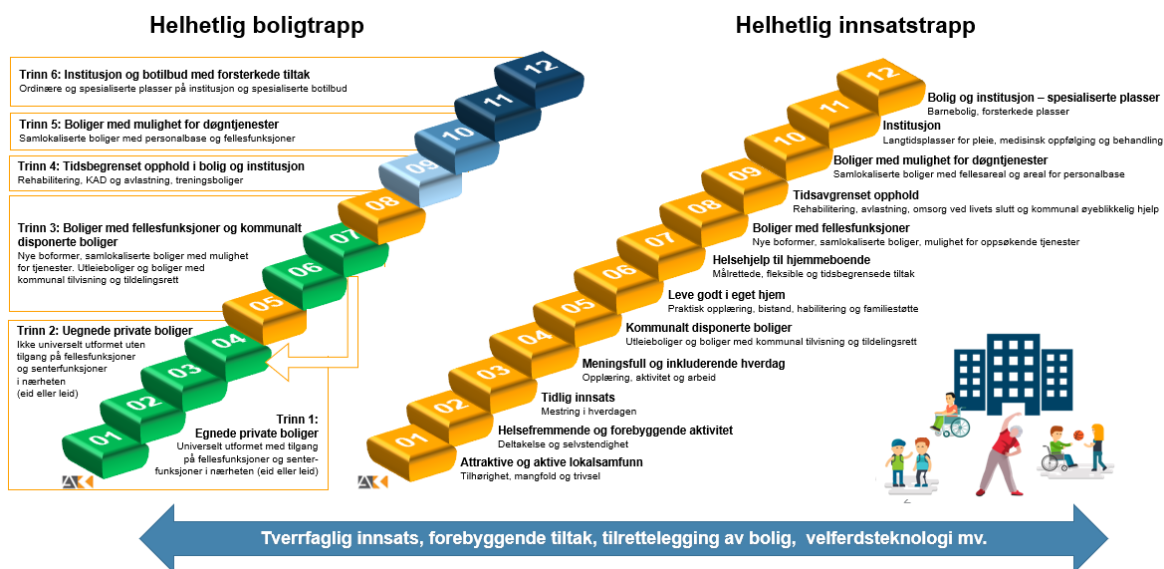 Helhetlig boligtrapp
Trinn 6: Institusjon og botilbud med forsterkede tiltak
Ordinære og spesialiserte plasser på institusjon og spesialiserte botilbud
Trinn 5: Boliger med mulighet for døgntjenester
Samlokaliserte boliger med personalbase og fellesfunksjoner
Trinn 4: Tidsbegrenset opphold i bolig og institusjon
Rehabilitering, KAD og avlastning, treningsboliger
Trinn 3: Boliger med fellesfunksjoner og kommunalt
disponerte boliger
Nye boformer, samlokaliserte boliger med mulighet
for tjenester. Utleieboliger og boliger med
kommunal tilvisning og tildelingsrett
Trinn 2: Uegnede private boliger
Ikke universelt utformet uten
tilgang på fellesfunksjoner
og senterfunksjoner
i nærheten
(eid eller leid)
Trinn 1:
Egnede private boliger
Universelt utformet med tilgang
på fellesfunksjoner og senter-
funksjoner i nærheten (eid eller leid)
12
11
10
09
08
07
06
05
04
03
02
01
Helhetlig innsatstrapp
12
Bolig og institusjon – spesialiserte plasser
Barnebolig, forsterkede plasser
11
Institusjon
Langtidsplasser for pleie, medisinsk oppfølging og behandling
10
Boliger med mulighet for døgntjenester
Samlokaliserte boliger med fellesareal og areal for personalbase
09
Tidsavgrenset opphold
Rehabilitering, avlastning, omsorg ved livets slutt og kommunal øyeblikkelig hjelp
08
Boliger med fellesfunksjoner
Nye boformer, samlokaliserte boliger, mulighet for oppsøkende tjenester
07
Helsehjelp til hjemmeboende
Målrettede, fleksible og tidsbegrensede tiltak
06
Leve godt i eget hjem
Praktisk opplæring, bistand, habilitering og familiestøtte
05
Kommunalt disponerte boliger
Utleieboliger og boliger med kommunal tilvisning og tildelingsrett
04
Meningsfull og inkluderende hverdag
Opplæring, aktivitet og arbeid
03
Tidlig innsats
Mestring i hverdagen
02
Helsefremmende og forebyggende aktivitet
Deltakelse og selvstendighet
01
Attraktive og aktive lokalsamfunn
Tilhørighet, mangfold og trivsel
Tverrfaglig innsats, forebyggende tiltak, tilrettelegging av bolig, velferdsteknologi mv.